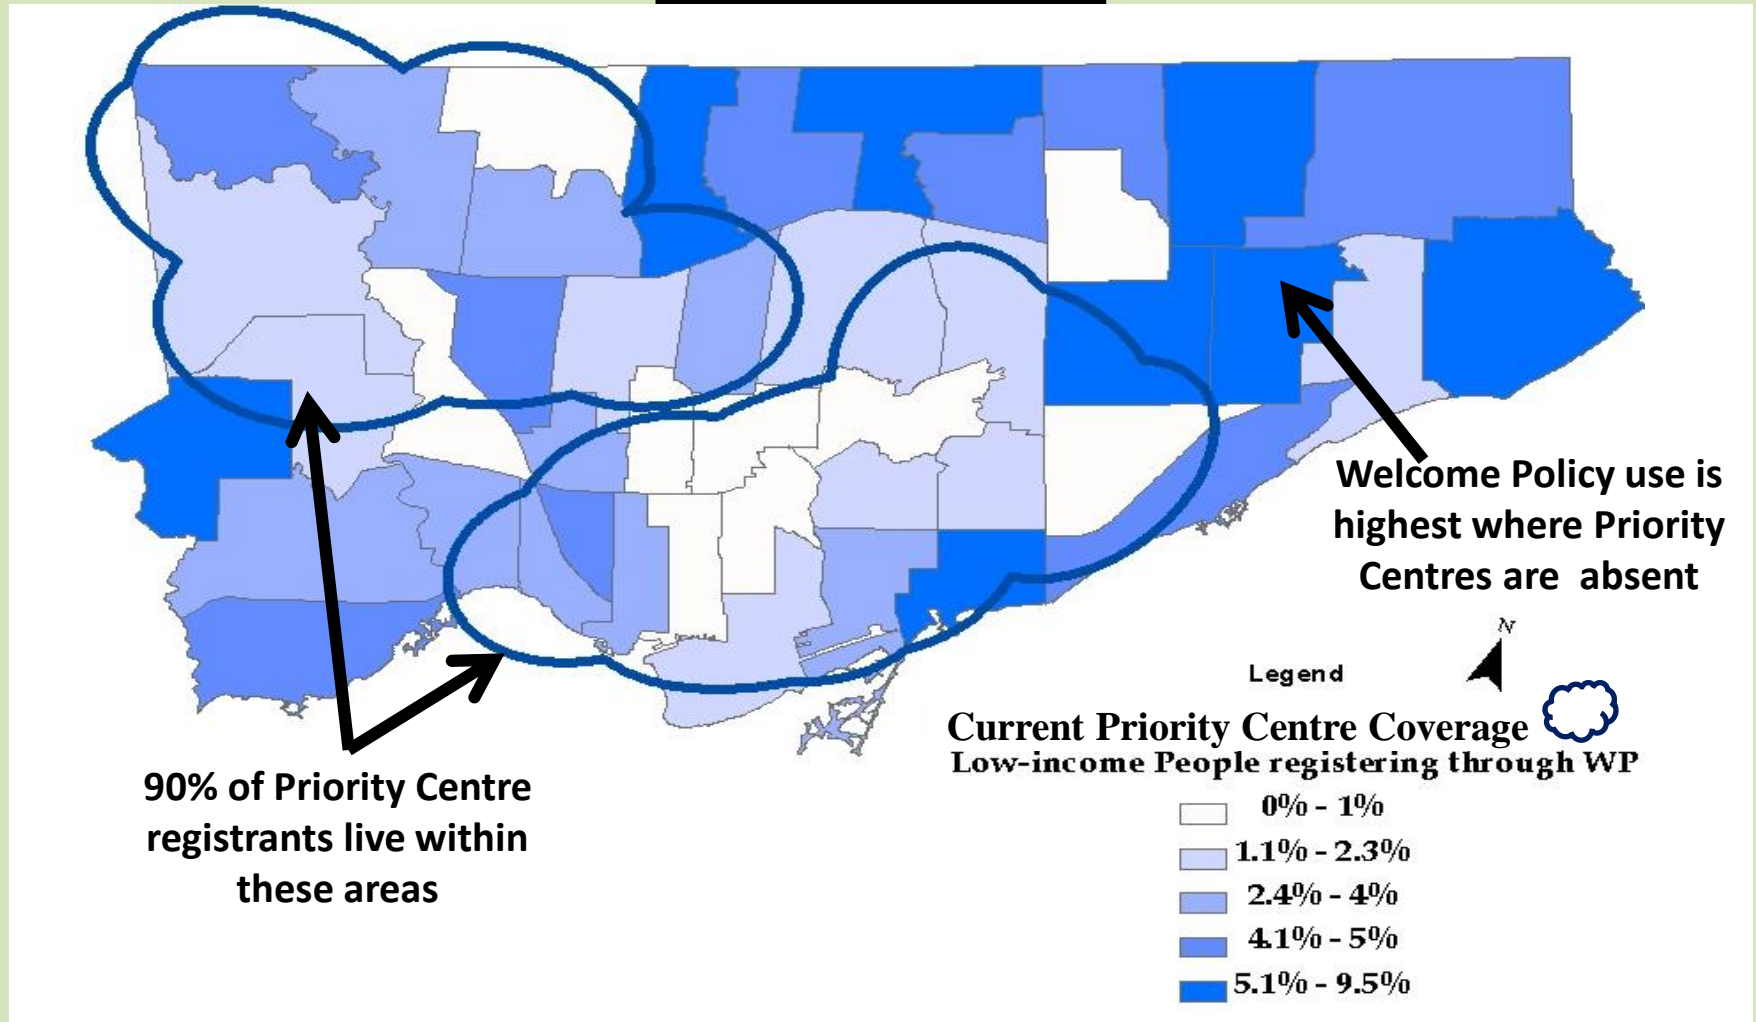 Welcome Policy use is
highest where Priority
Centres are absent
90% of Priority Centre
registrants live within
these areas
N
Legend
Current Priority Centre Coverage
Low-income People registering through WP
0% - 1%
1.1% - 2.3%
2.4% - 4%
4.1% - 5%
5.1% - 9.5%